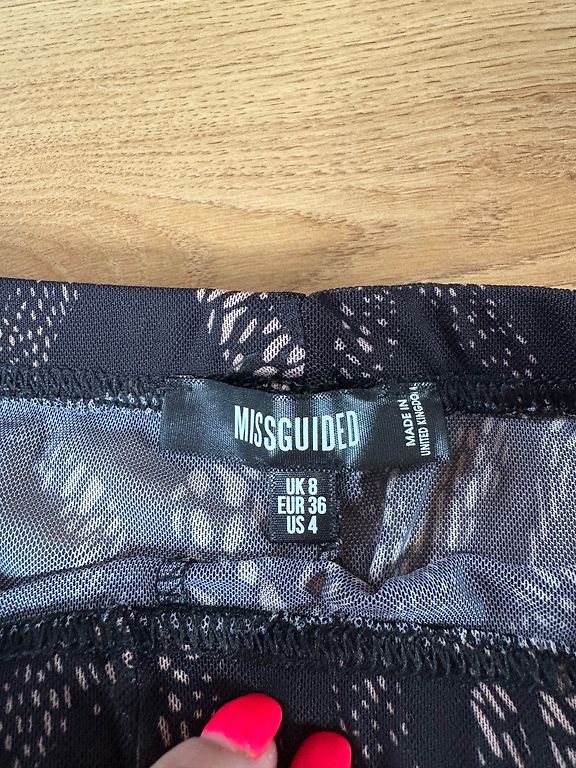 MISSGUIDED
MADE IN
UNITED KINGDOM
UK 8
EUR 36
US 4